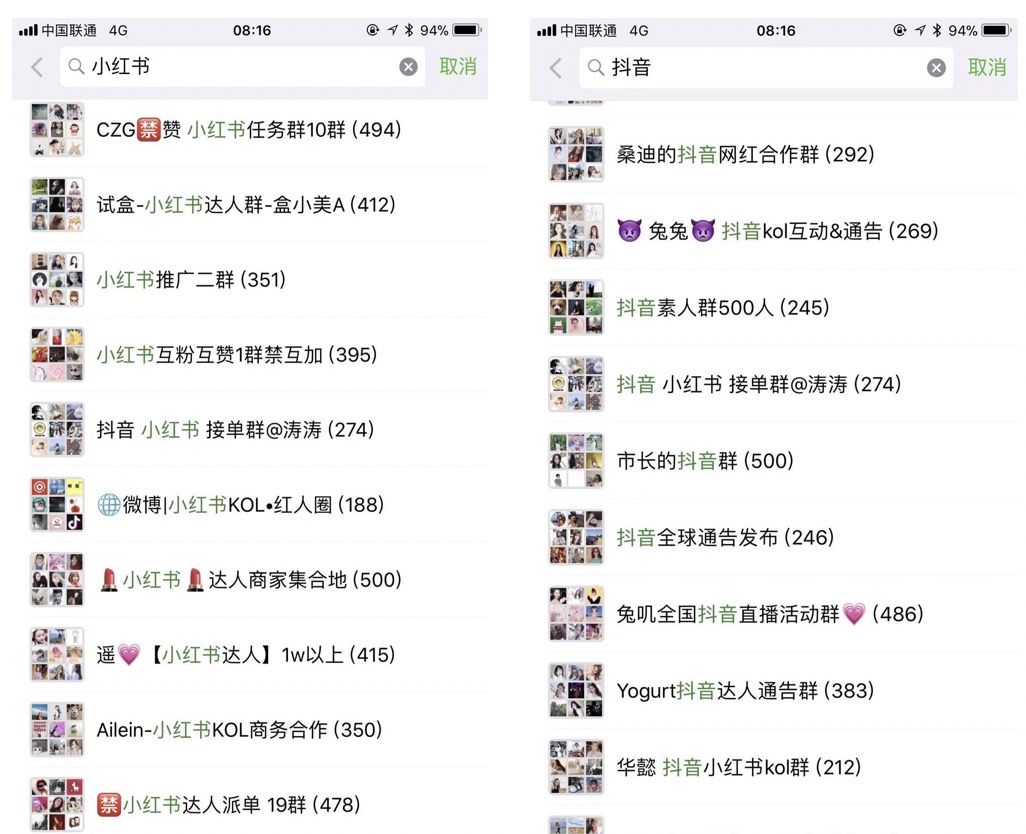 中国联通 4G 08:16 94%
小红书 取消
CZG🈲赞 小红书任务群10群 (494)
试盒-小红书达人群-盒小美A (412)
小红书推广二群 (351)
小红书互粉互赞1群禁互加 (395)
抖音 小红书 接单群@涛涛 (274)
🌐微博|小红书KOL•红人圈 (188)
💄小红书💄达人商家集合地 (500)
遥💗【小红书达人】1w以上 (415)
Ailein-小红书KOL商务合作 (350)
🈲小红书达人派单 19群 (478)
中国联通 4G 08:16 94%
抖音 取消
桑迪的抖音网红合作群 (292)
😈 兔兔😈 抖音kol互动&通告 (269)
抖音素人群500人 (245)
抖音 小红书 接单群@涛涛 (274)
市长的抖音群 (500)
抖音全球通告发布 (246)
兔叽全国抖音直播活动群💗 (486)
Yogurt抖音达人通告群 (383)
华懿 抖音小红书kol群 (212)